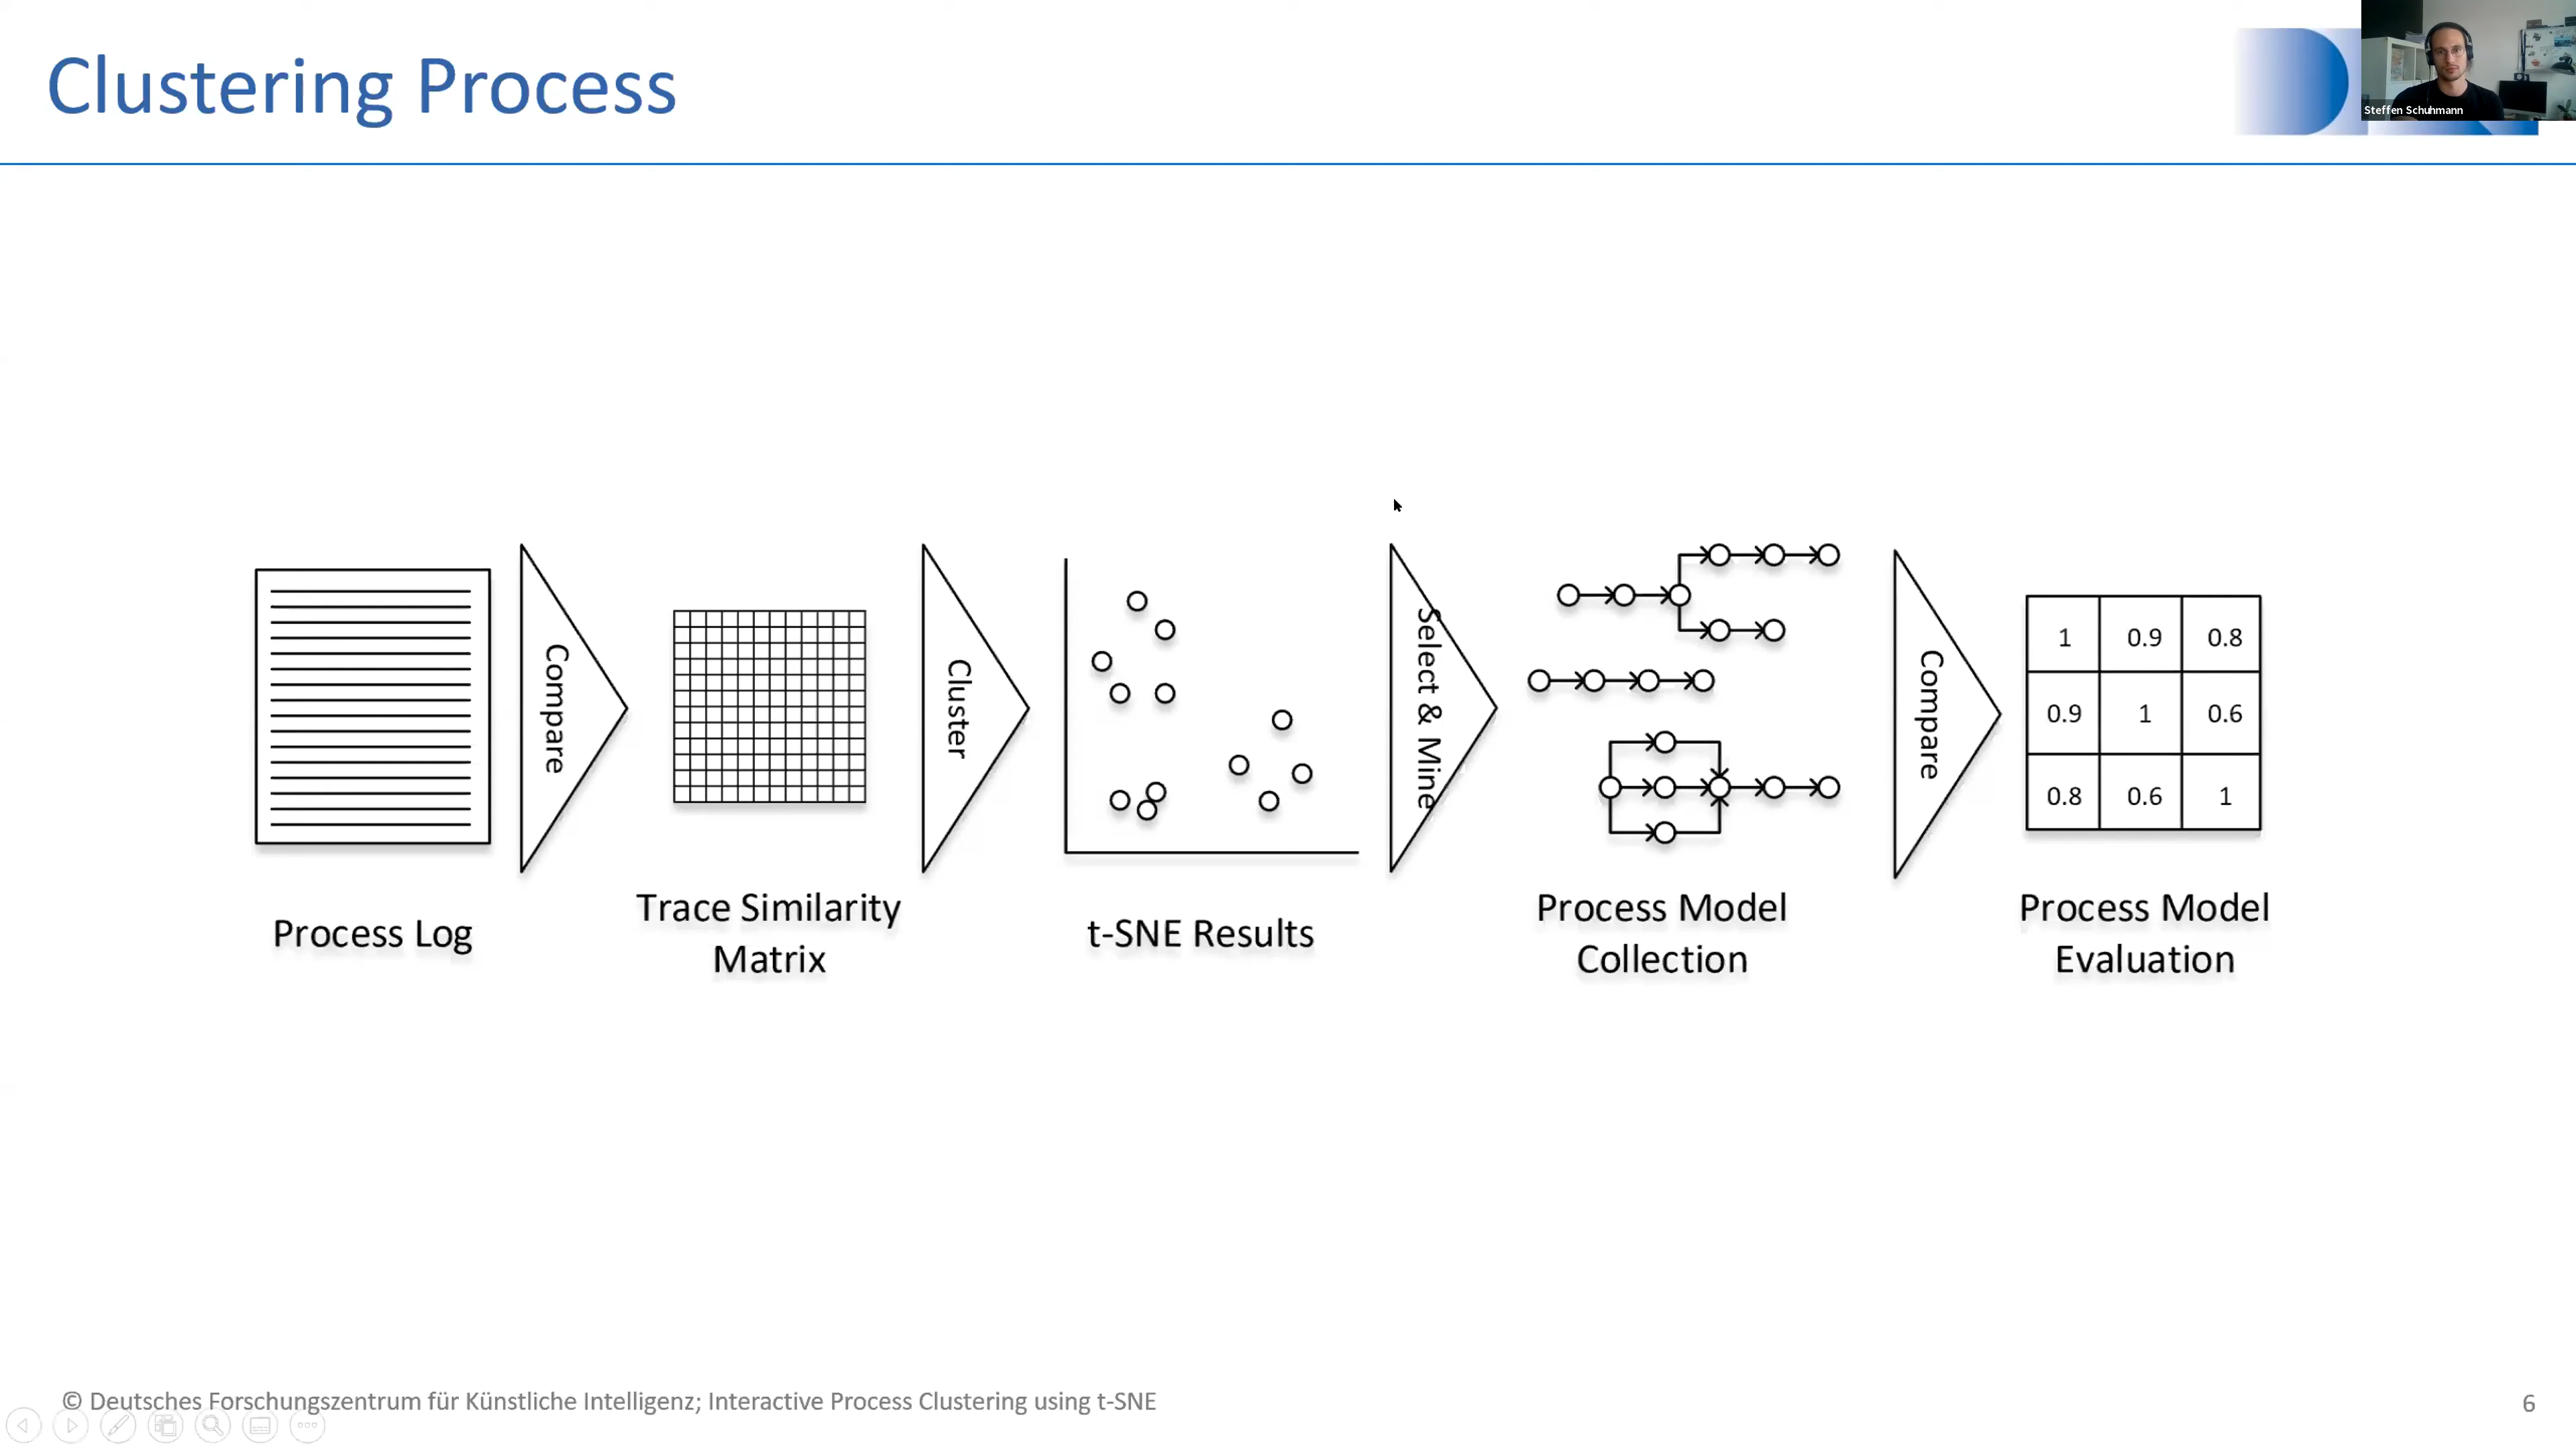 Clustering Process
Steffen Schuhmann
Compare
Cluster
Select & Mine
Compare
1 0.9 0.8
0.9 1 0.6
0.8 0.6 1
Process Log
Trace Similarity
Matrix
t-SNE Results
Process Model
Collection
Process Model
Evaluation
© Deutsches Forschungszentrum für Künstliche Intelligenz; Interactive Process Clustering using t-SNE
6